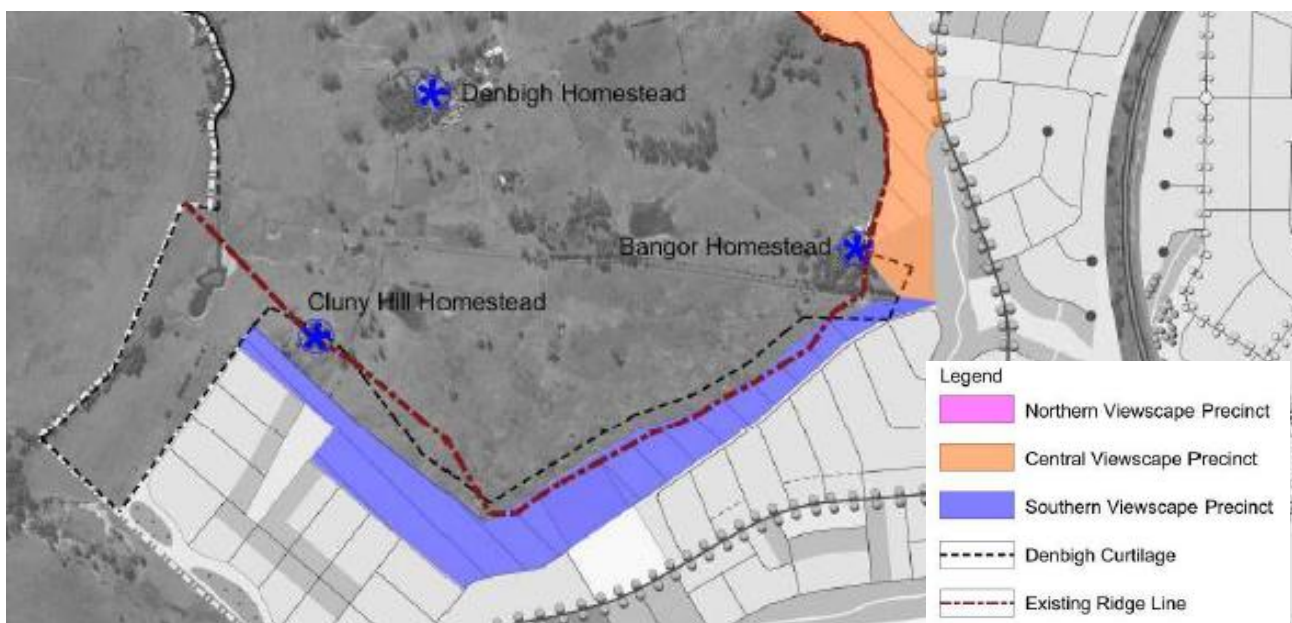 Denbigh Homestead
Bangor Homestead
Cluny Hill Homestead
Legend
Northern Viewscape Precinct
Central Viewscape Precinct
Southern Viewscape Precinct
Denbigh Curtilage
Existing Ridge Line